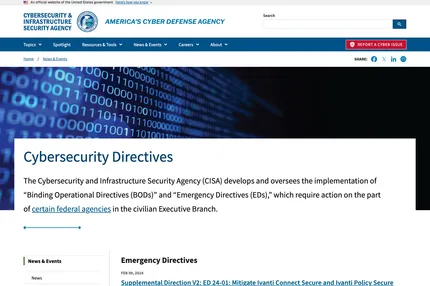 An official website of the United States government Here's how you know
CYBERSECURITY &
INFRASTRUCTURE
SECURITY AGENCY
AMERICA'S CYBER DEFENSE AGENCY
Search
Topics Spotlight Resources & Tools News & Events Careers About
REPORT A CYBER ISSUE
Home / News & Events
SHARE:
Cybersecurity Directives
The Cybersecurity and Infrastructure Security Agency (CISA) develops and oversees the implementation of
“Binding Operational Directives (BODs)” and “Emergency Directives (EDs),” which require action on the part
of certain federal agencies in the civilian Executive Branch.
News & Events
News
Emergency Directives
FEB 09, 2024
Supplemental Direction V2: ED 24-01: Mitigate Ivanti Connect Secure and Ivanti Policy Secure